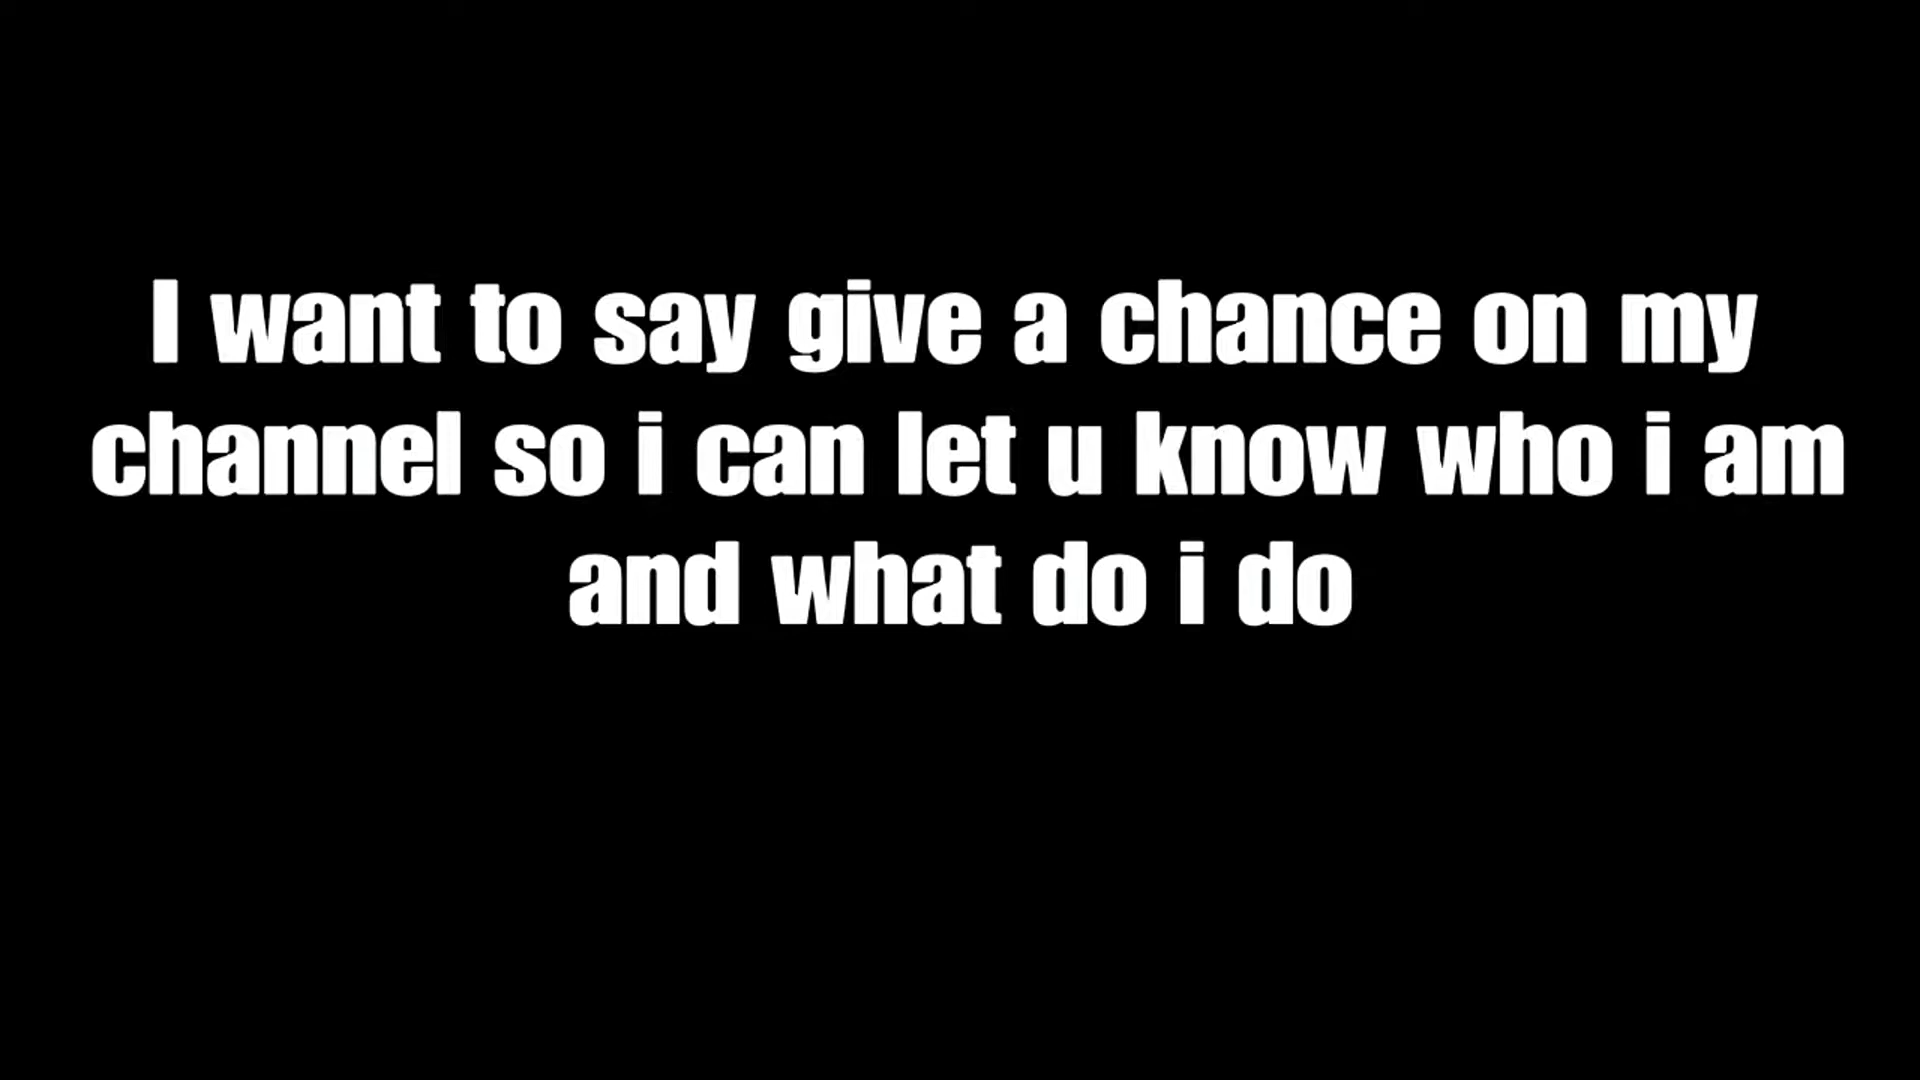 I want to say give a chance on my
channel so i can let u know who i am
and what do i do